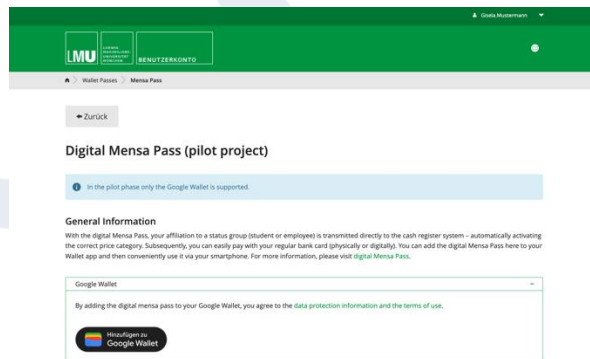 Gisela.Mustermann
LMU
LUDWIG-
MAXIMILIANS-
UNIVERSITÄT
MÜNCHEN
BENUTZERKONTO
Wallet Passes
Mensa Pass
Zurück
Digital Mensa Pass (pilot project)
In the pilot phase only the Google Wallet is supported.
General Information
With the digital Mensa Pass, your affiliation to a status group (student or employee) is transmitted directly to the cash register system – automatically activating
the correct price category. Subsequently, you can easily pay with your regular bank card (physically or digitally). You can add the digital Mensa Pass here to your
Wallet app and then conveniently use it via your smartphone. For more information, please visit digital Mensa Pass.
Google Wallet
By adding the digital mensa pass to your Google Wallet, you agree to the data protection information and the terms of use.
Hinzufügen zu
Google Wallet